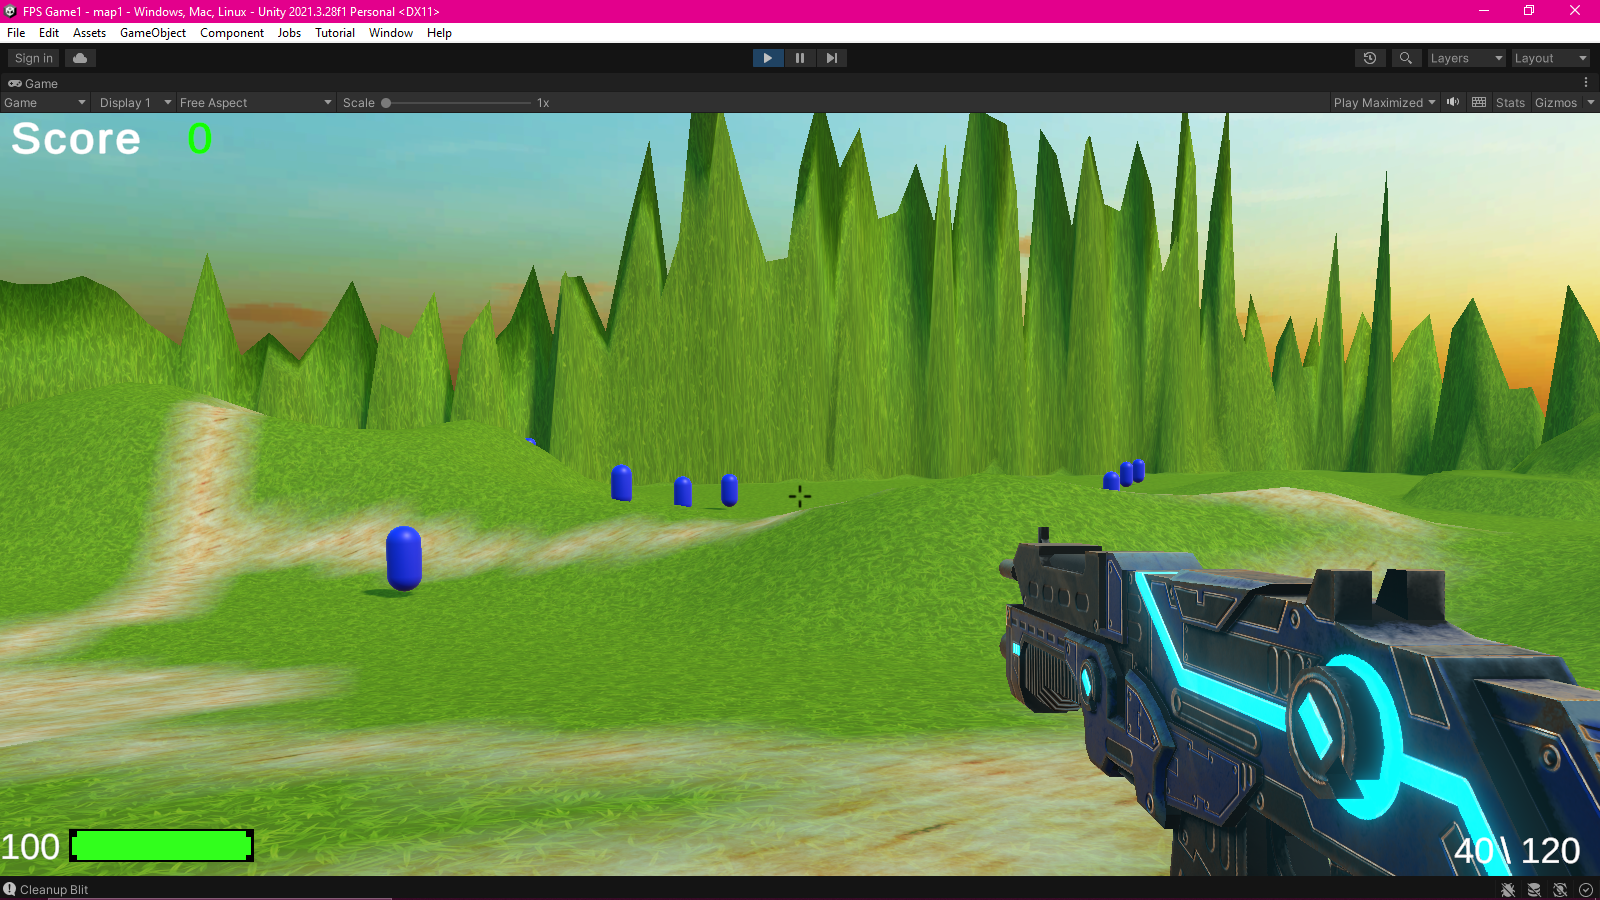 FPS Game1 - map1 - Windows, Mac, Linux - Unity 2021.3.28f1 Personal <DX11>
File Edit Assets GameObject Component Jobs Tutorial Window Help
Sign in Layers Layout
Game
Game Display 1 Free Aspect Scale 1x Play Maximized Stats Gizmos
Score 0
100 40 \ 120
Cleanup Blit